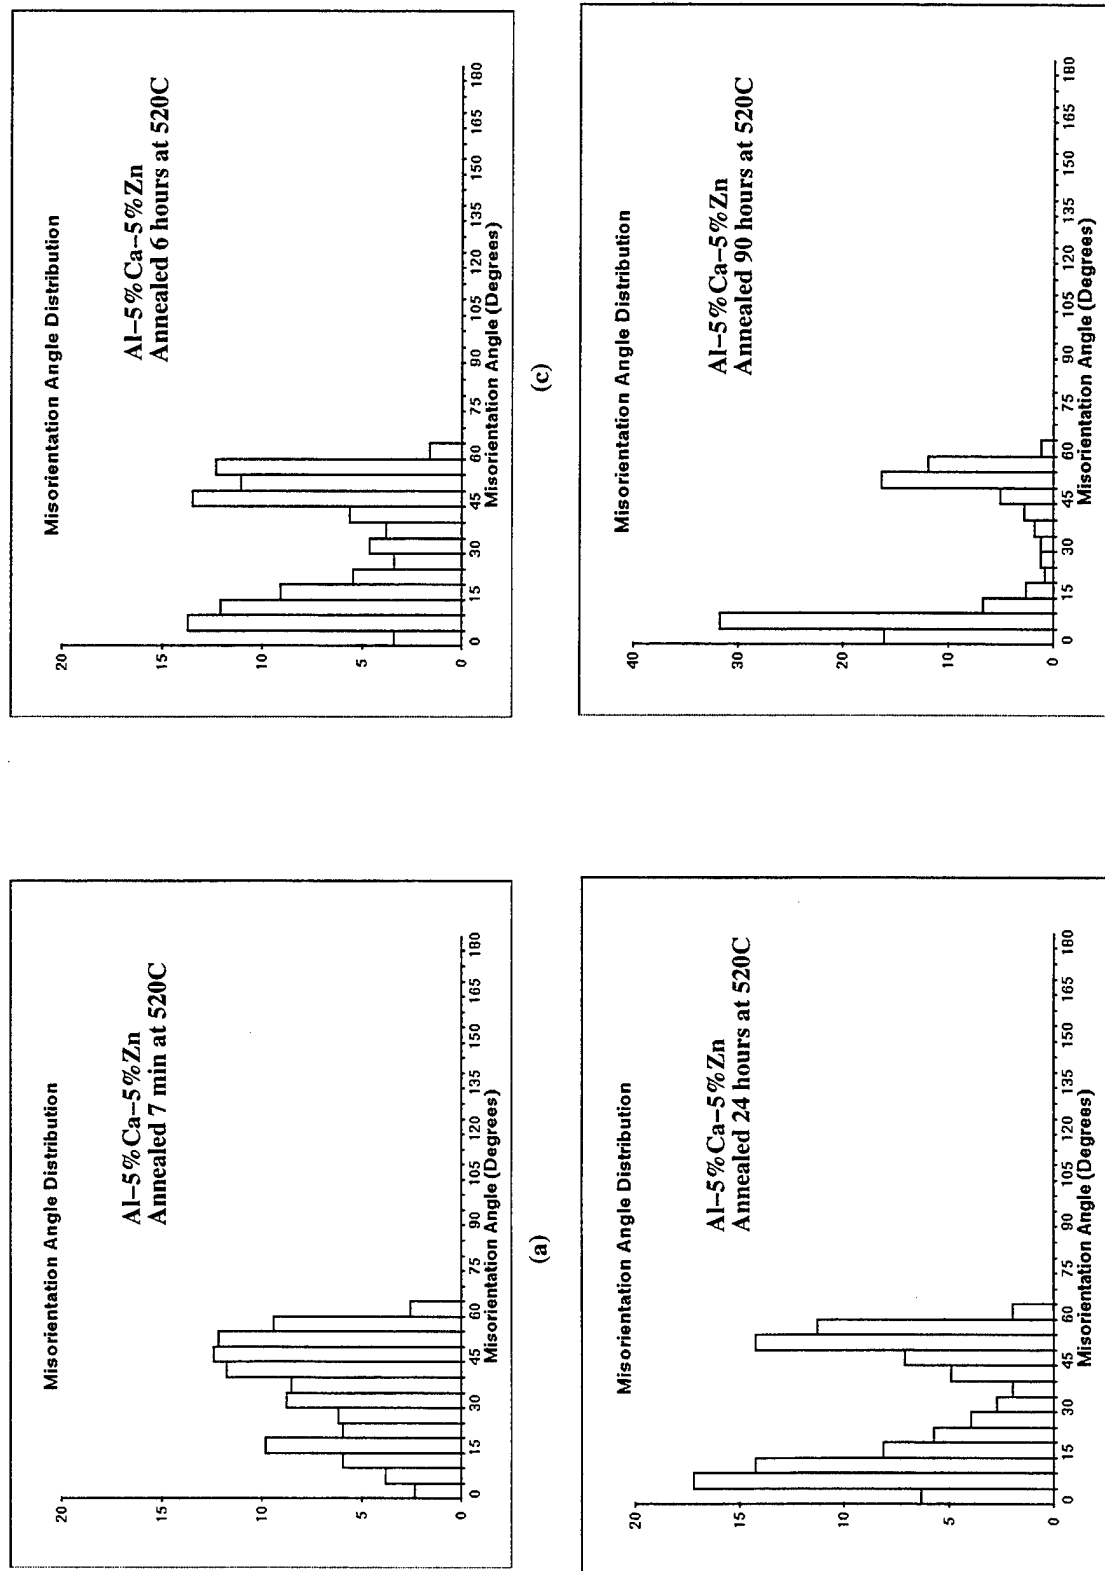 Misorientation Angle Distribution
Al–5%Ca–5%Zn
Annealed 7 min at 520C
20
15
10
5
0
0 15 30 45 60 75 90 105 120 135 150 165 180
Misorientation Angle (Degrees)
(a)
Misorientation Angle Distribution
Al–5%Ca–5%Zn
Annealed 6 hours at 520C
20
15
10
5
0
0 15 30 45 60 75 90 105 120 135 150 165 180
Misorientation Angle (Degrees)
(c)
Misorientation Angle Distribution
Al–5%Ca–5%Zn
Annealed 24 hours at 520C
20
15
10
5
0
0 15 30 45 60 75 90 105 120 135 150 165 180
Misorientation Angle (Degrees)
Misorientation Angle Distribution
Al–5%Ca–5%Zn
Annealed 90 hours at 520C
40
30
20
10
0
0 15 30 45 60 75 90 105 120 135 150 165 180
Misorientation Angle (Degrees)